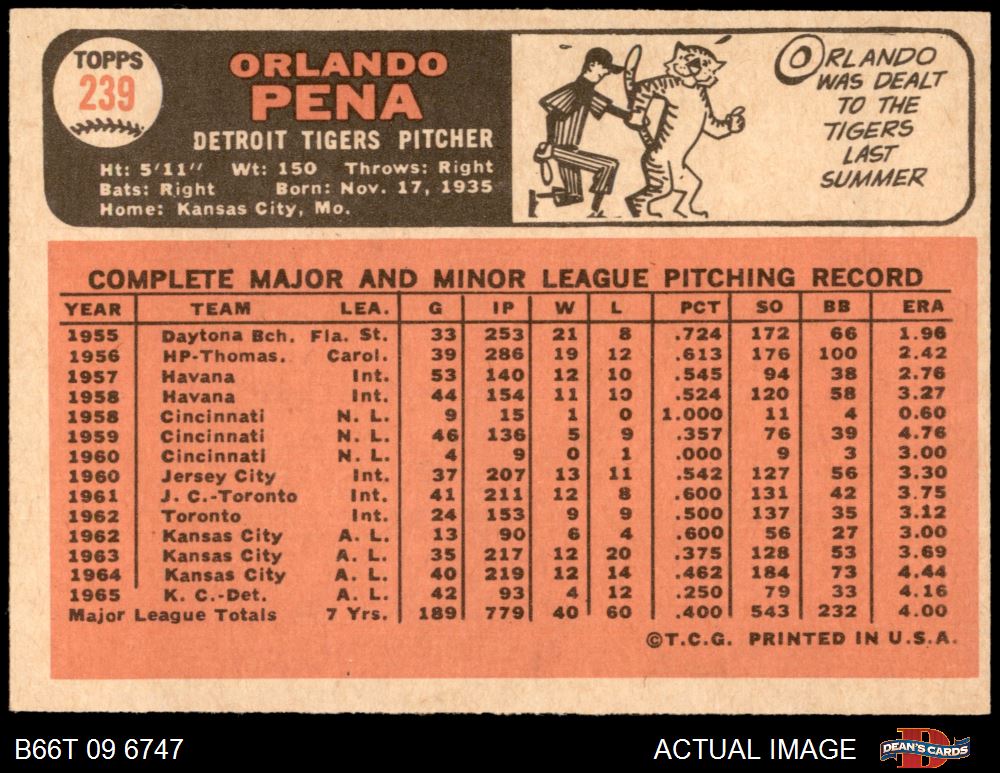 TOPPS
239
ORLANDO
PENA
DETROIT TIGERS PITCHER
Ht: 5'11" Wt: 150 Throws: Right
Bats: Right Born: Nov. 17, 1935
Home: Kansas City, Mo.
ORLANDO
WAS DEALT
TO THE
TIGERS
LAST
SUMMER
COMPLETE MAJOR AND MINOR LEAGUE PITCHING RECORD
YEAR TEAM LEA. G IP W L PCT SO BB ERA
1955 Daytona Bch. Fla. St. 33 253 21 8 .724 172 66 1.96
1956 HP-Thomas. Carol. 39 286 19 12 .613 176 100 2.42
1957 Havana Int. 53 140 12 10 .545 94 38 2.76
1958 Havana Int. 44 154 11 10 .524 120 58 3.27
1958 Cincinnati N. L. 9 15 1 0 1.000 11 4 0.60
1959 Cincinnati N. L. 46 136 5 9 .357 76 39 4.76
1960 Cincinnati N. L. 4 9 0 1 .000 9 3 3.00
1960 Jersey City Int. 37 207 13 11 .542 127 56 3.30
1961 J. C.-Toronto Int. 41 211 12 8 .600 131 42 3.75
1962 Toronto Int. 24 153 9 9 .500 137 35 3.12
1962 Kansas City A. L. 13 90 6 4 .600 56 27 3.00
1963 Kansas City A. L. 35 217 12 20 .375 128 53 3.69
1964 Kansas City A. L. 40 219 12 14 .462 184 73 4.44
1965 K. C.-Det. A. L. 42 93 4 12 .250 79 33 4.16
Major League Totals 7 Yrs. 189 779 40 60 .400 543 232 4.00
©T.C.G. PRINTED IN U.S.A.
B66T 09 6747 ACTUAL IMAGE DEAN'S CARDS